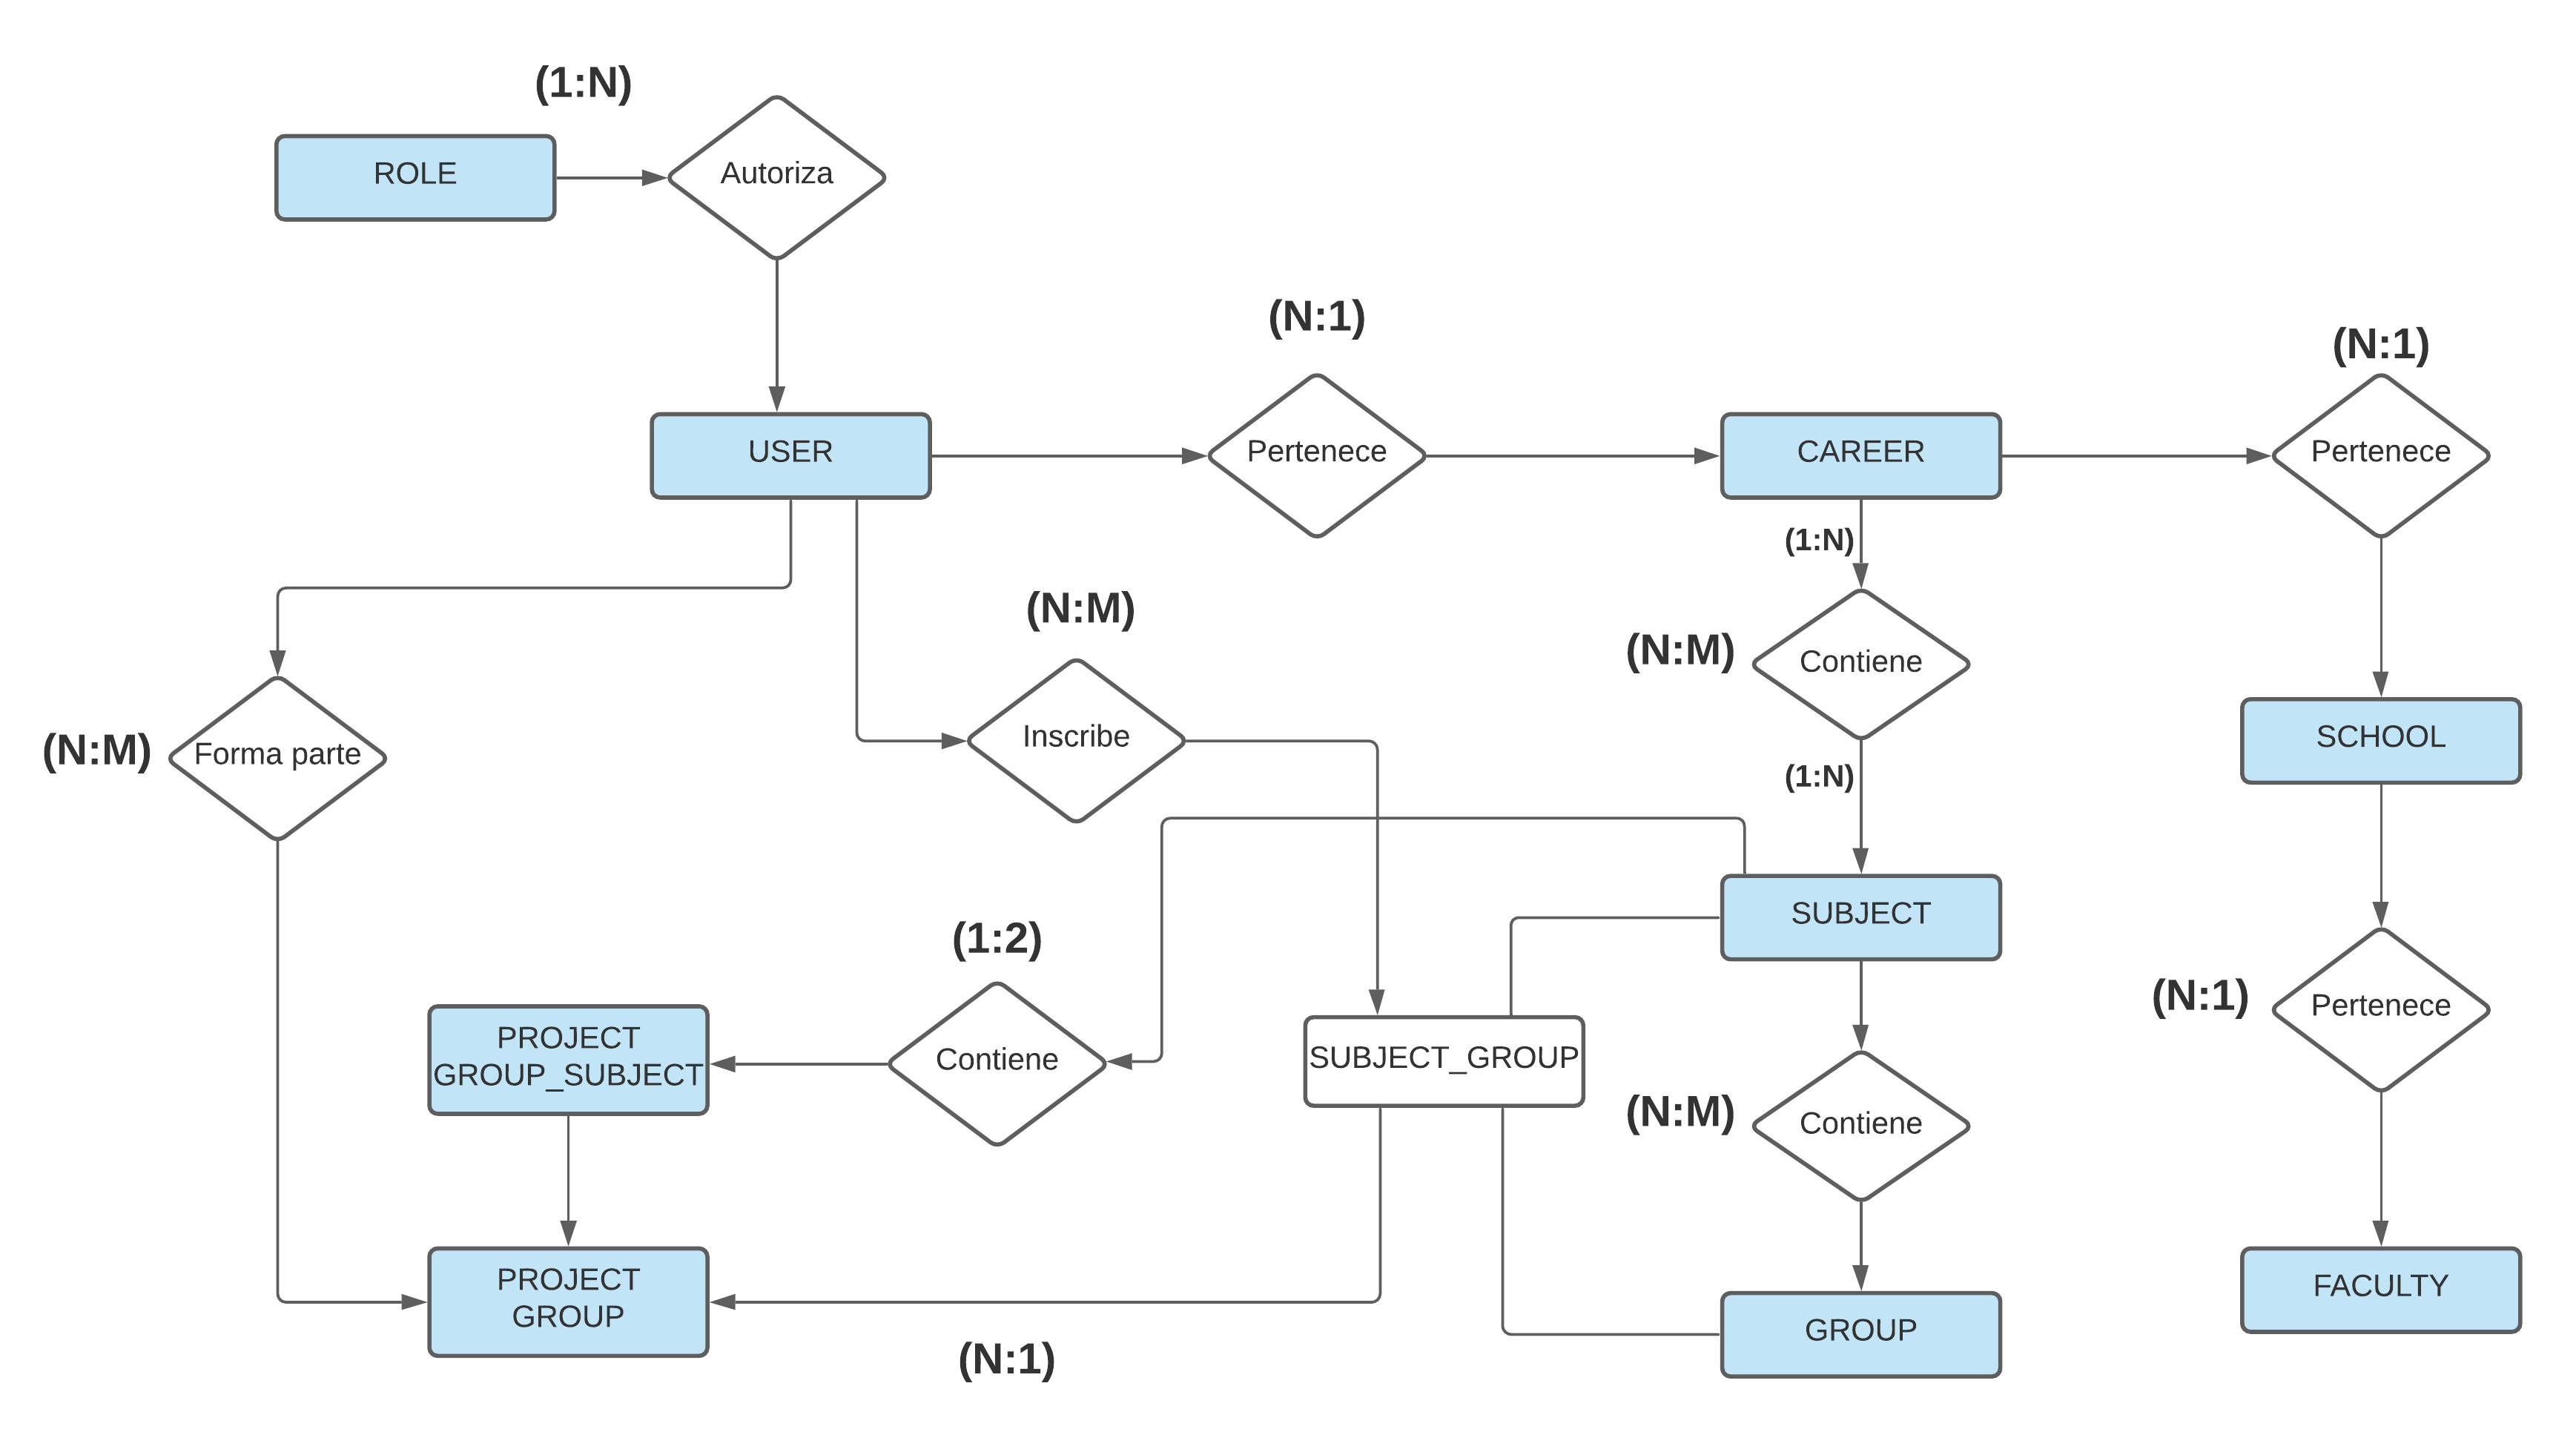 (1:N)
ROLE
Autoriza
(N:1)
(N:1)
USER
Pertenece
CAREER
Pertenece
(1:N)
(N:M)
(N:M)
Contiene
Inscribe
SCHOOL
(N:M)
Forma parte
(1:N)
SUBJECT
(1:2)
(N:1)
Pertenece
PROJECT
GROUP_SUBJECT
Contiene
SUBJECT_GROUP
(N:M)
Contiene
PROJECT
GROUP
FACULTY
GROUP
(N:1)